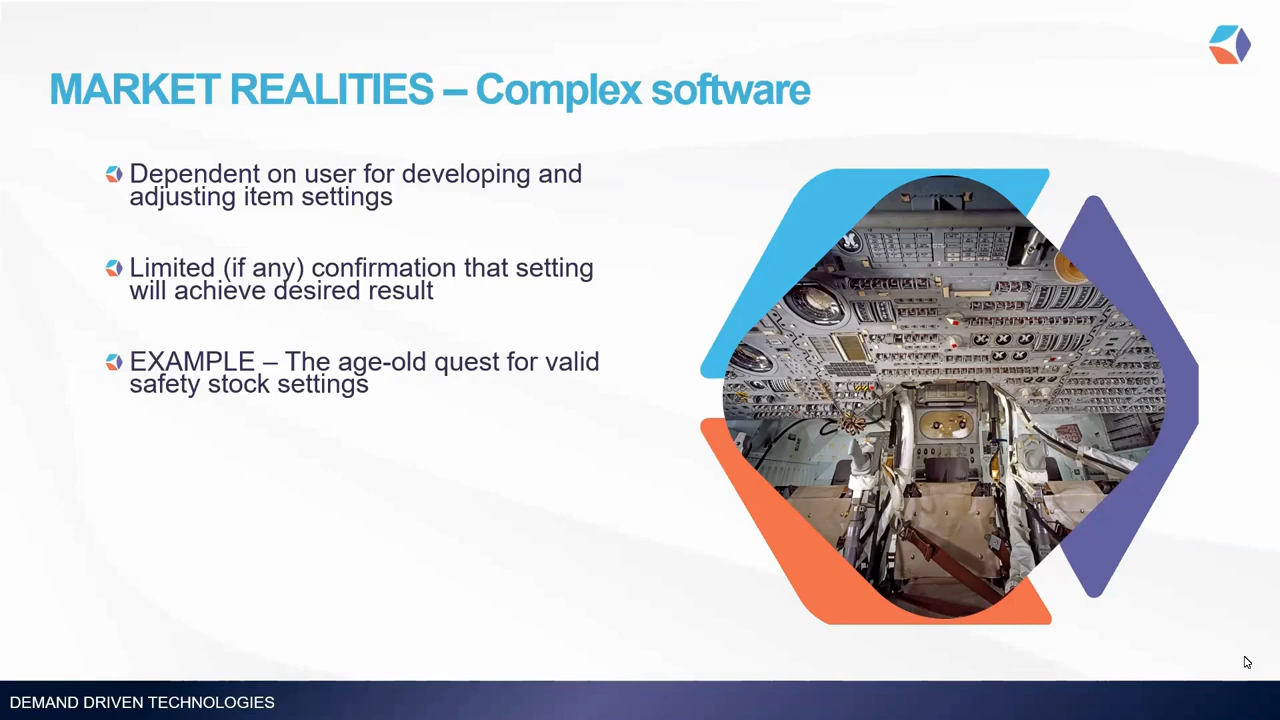 MARKET REALITIES – Complex software
Dependent on user for developing and
adjusting item settings
Limited (if any) confirmation that setting
will achieve desired result
EXAMPLE – The age-old quest for valid
safety stock settings
DEMAND DRIVEN TECHNOLOGIES